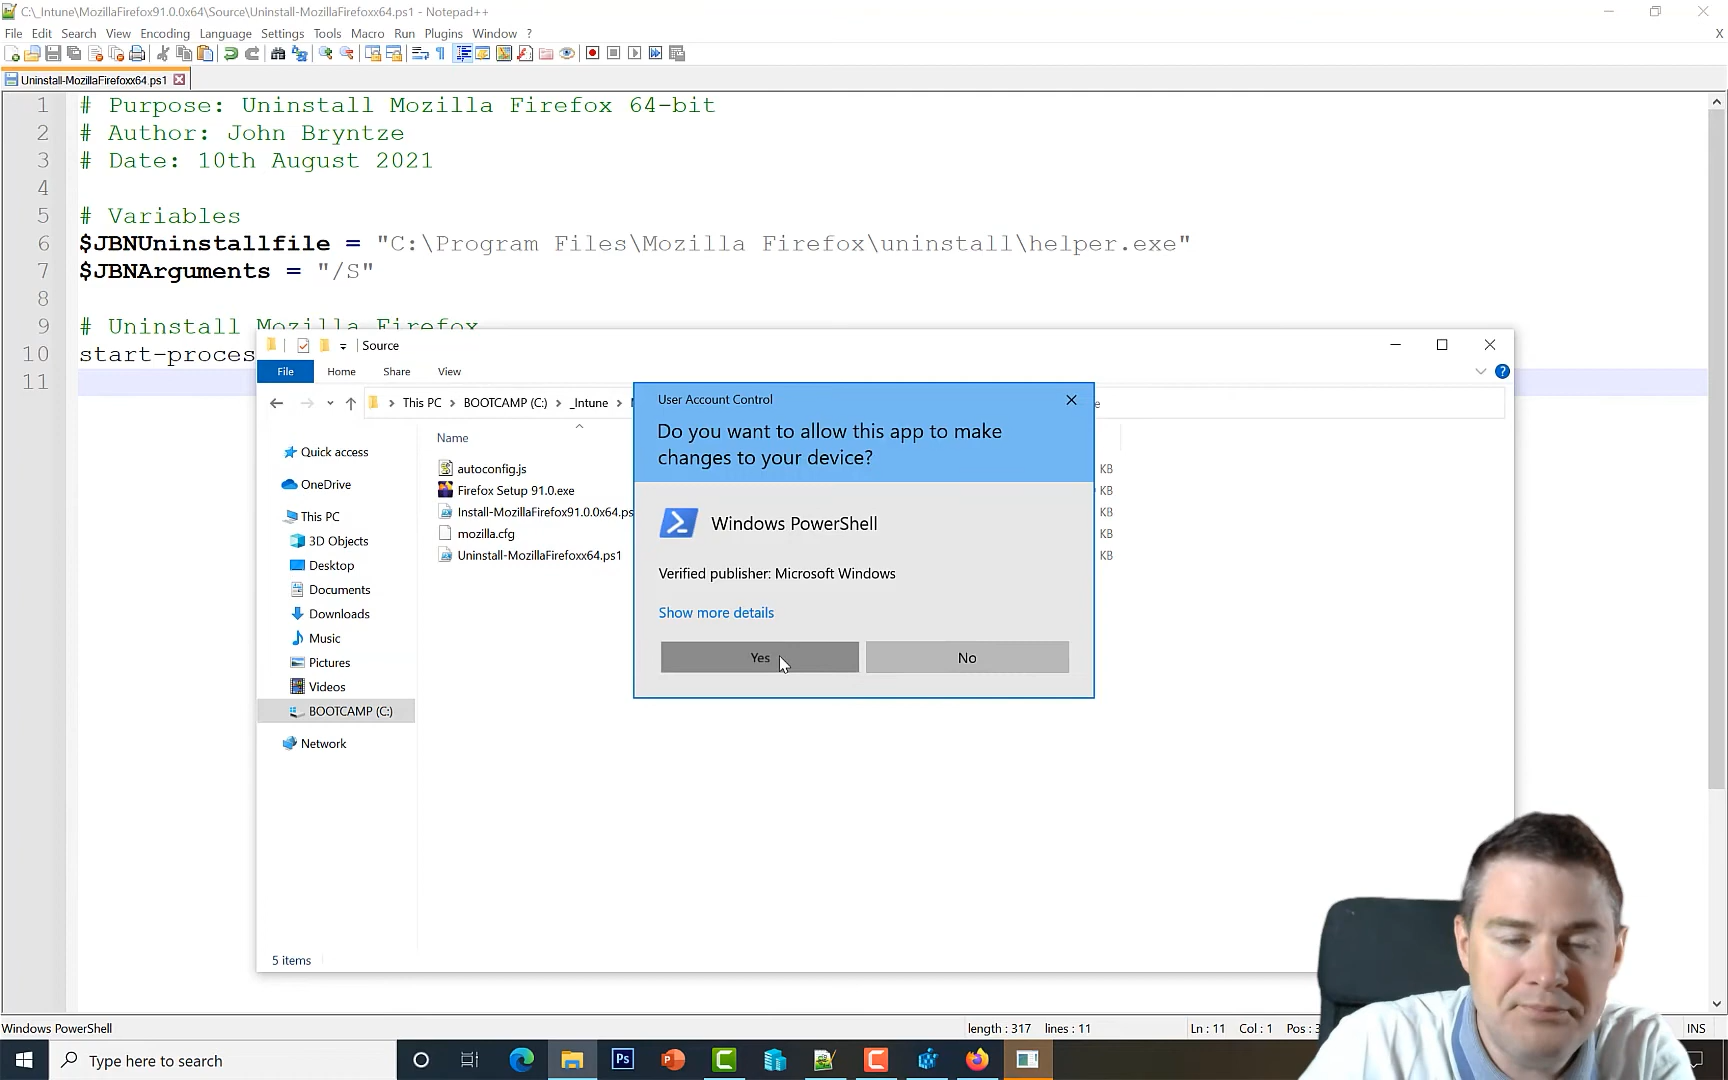 C:\_Intune\MozillaFirefox91.0.0x64\Source\Uninstall-MozillaFirefoxx64.ps1 - Notepad++
File Edit Search View Encoding Language Settings Tools Macro Run Plugins Window ? X
Uninstall-MozillaFirefoxx64.ps1
1 # Purpose: Uninstall Mozilla Firefox 64-bit
2 # Author: John Bryntze
3 # Date: 10th August 2021
4
5 # Variables
6 $JBNUninstallfile = "C:\Program Files\Mozilla Firefox\uninstall\helper.exe"
7 $JBNArguments = "/S"
8
9 # Uninstall Mozilla Firefox
10 start-proces
11
Source
File Home Share View
This PC > BOOTCAMP (C:) > _Intune >
Name
Quick access
OneDrive
This PC
3D Objects
Desktop
Documents
Downloads
Music
Pictures
Videos
BOOTCAMP (C:)
Network
autoconfig.js KB
Firefox Setup 91.0.exe KB
Install-MozillaFirefox91.0.0x64.ps KB
mozilla.cfg KB
Uninstall-MozillaFirefoxx64.ps1 KB
5 items
User Account Control
Do you want to allow this app to make
changes to your device?
Windows PowerShell
Verified publisher: Microsoft Windows
Show more details
Yes No
Windows PowerShell length : 317 lines : 11 Ln : 11 Col : 1 Pos : INS
Type here to search